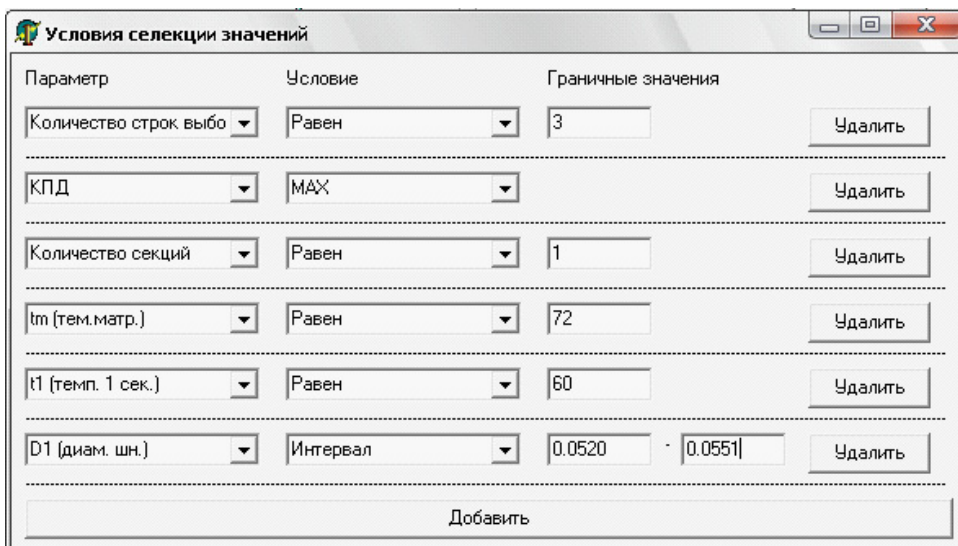 Условия селекции значений
Параметр Условие Граничные значения
Количество строк выбо Равен 3 Удалить
КПД MAX Удалить
Количество секций Равен 1 Удалить
tm (тем.матр.) Равен 72 Удалить
t1 (темп. 1 сек.) Равен 60 Удалить
D1 (диам. шн.) Интервал 0.0520 - 0.0551 Удалить
Добавить